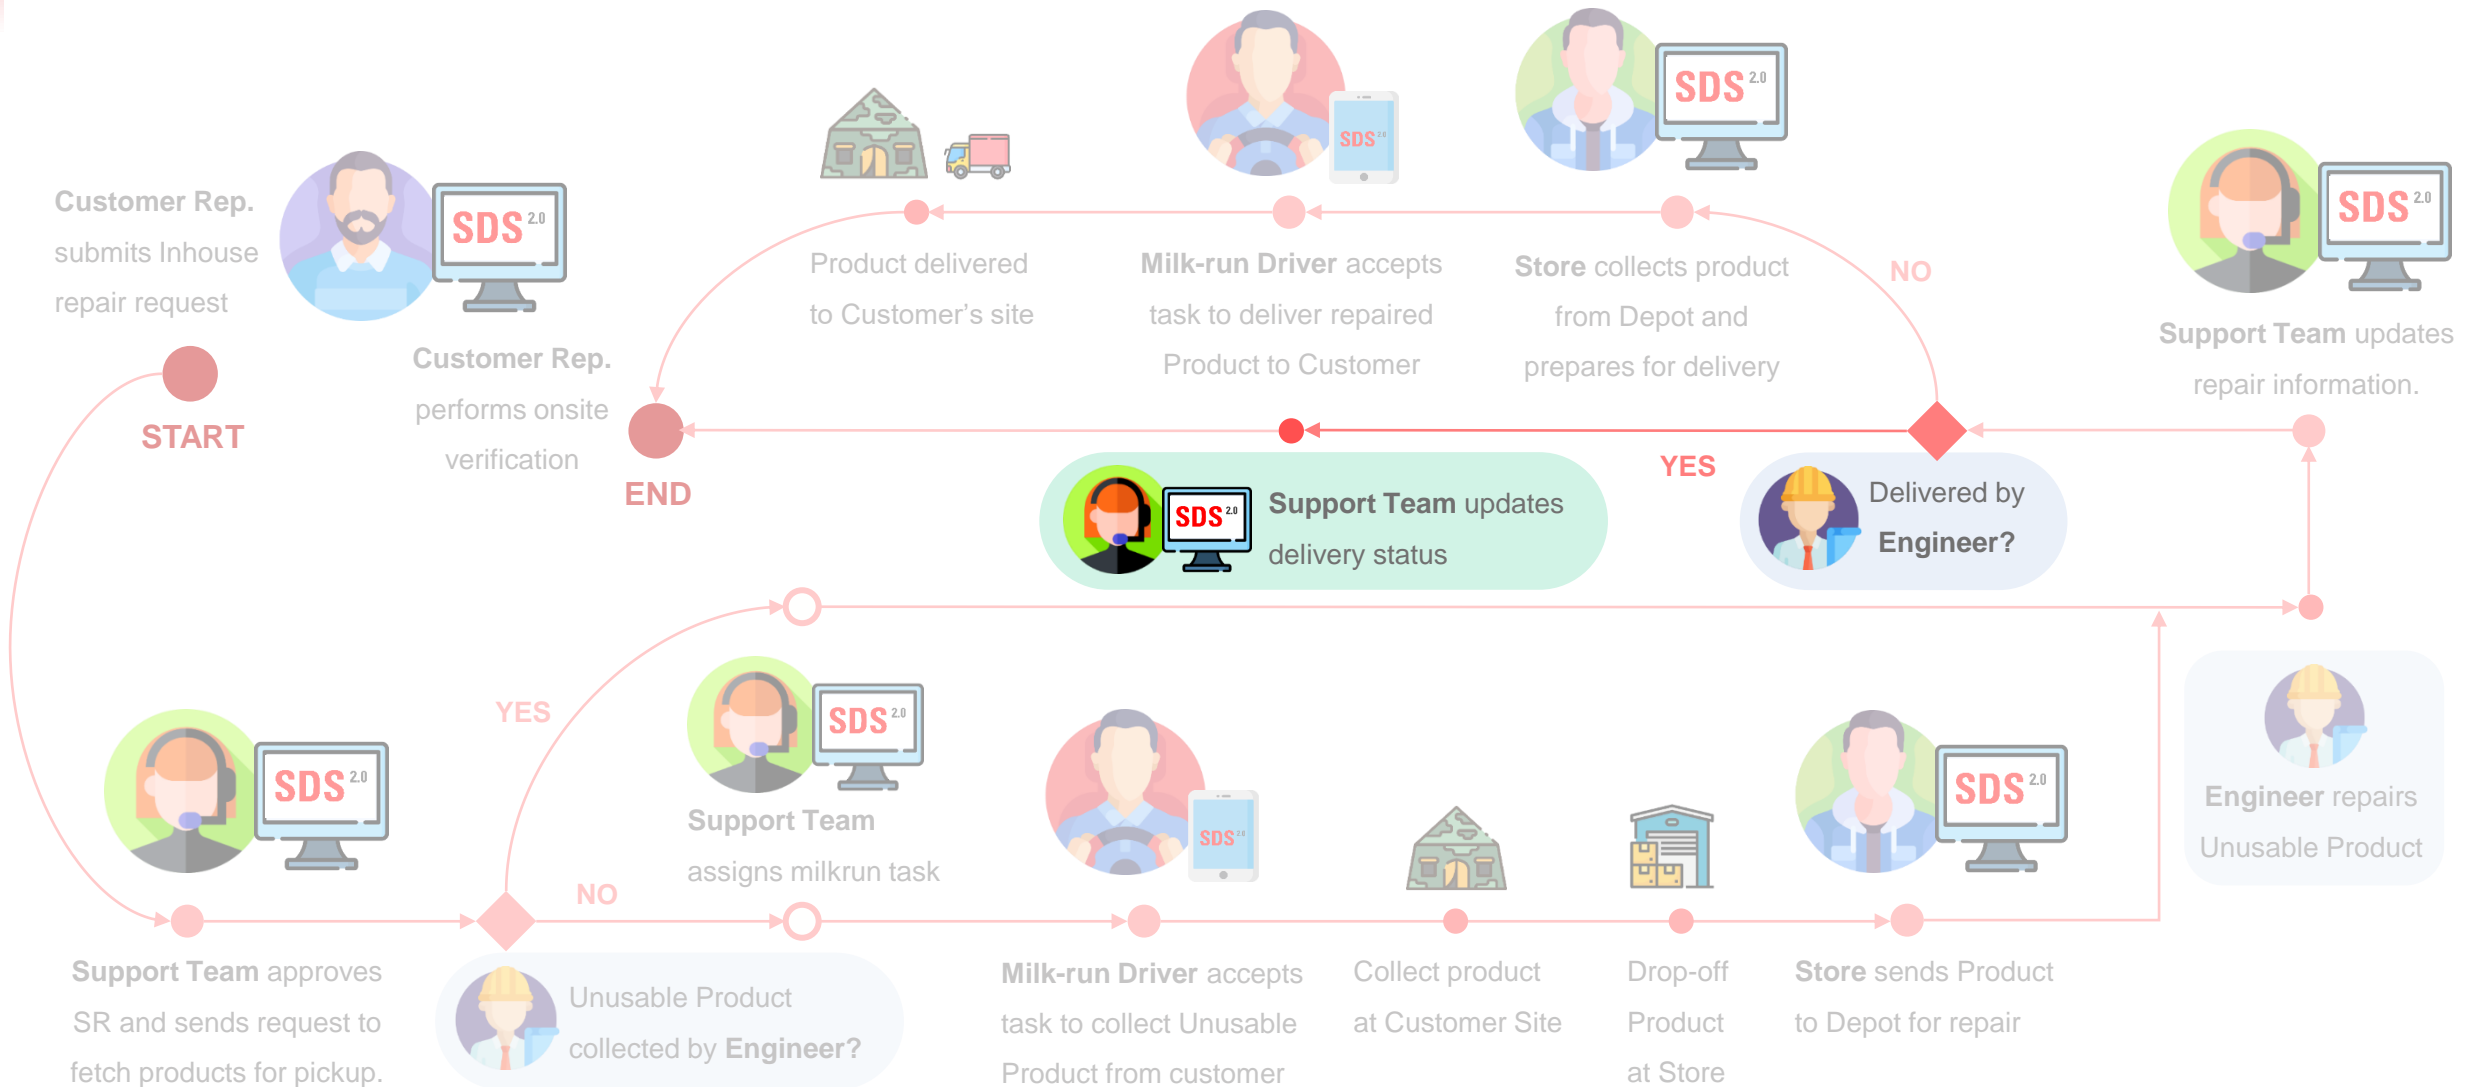 Customer Rep.
submits Inhouse
repair request
SDS 2.0
START
Customer Rep.
performs onsite
verification
END
Product delivered
to Customer’s site
SDS 2.0
Milk-run Driver accepts
task to deliver repaired
Product to Customer
SDS 2.0
Store collects product
from Depot and
prepares for delivery
NO
SDS 2.0
Support Team updates
repair information.
YES
Delivered by
Engineer?
SDS 2.0
Support Team updates
delivery status
YES
SDS 2.0
Support Team
assigns milkrun task
NO
SDS 2.0
Support Team approves
SR and sends request to
fetch products for pickup.
Unusable Product
collected by Engineer?
SDS 2.0
Milk-run Driver accepts
task to collect Unusable
Product from customer
Collect product
at Customer Site
Drop-off
Product
at Store
SDS 2.0
Store sends Product
to Depot for repair
Engineer repairs
Unusable Product